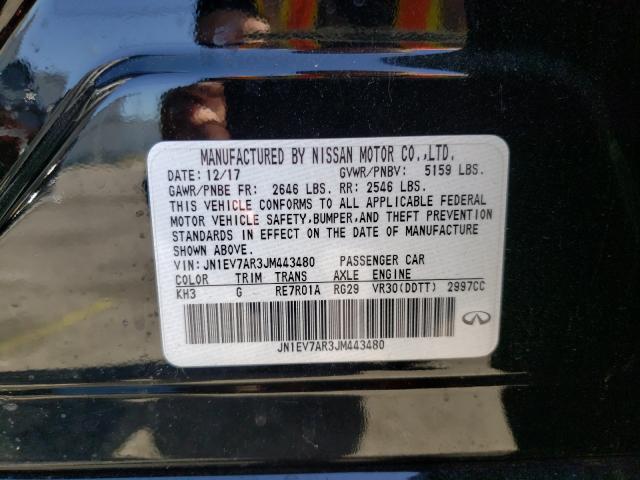 MANUFACTURED BY NISSAN MOTOR CO.,LTD.
DATE: 12/17 GVWR/PNBV: 5159 LBS.
GAWR/PNBE FR: 2646 LBS. RR: 2546 LBS.
THIS VEHICLE CONFORMS TO ALL APPLICABLE FEDERAL
MOTOR VEHICLE SAFETY,BUMPER,AND THEFT PREVENTION
STANDARDS IN EFFECT ON THE DATE OF MANUFACTURE
SHOWN ABOVE.
VIN:JN1EV7AR3JM443480 PASSENGER CAR
COLOR TRIM TRANS AXLE ENGINE
KH3 G RE7R01A RG29 VR30(DDTT) 2997CC
JN1EV7AR3JM443480